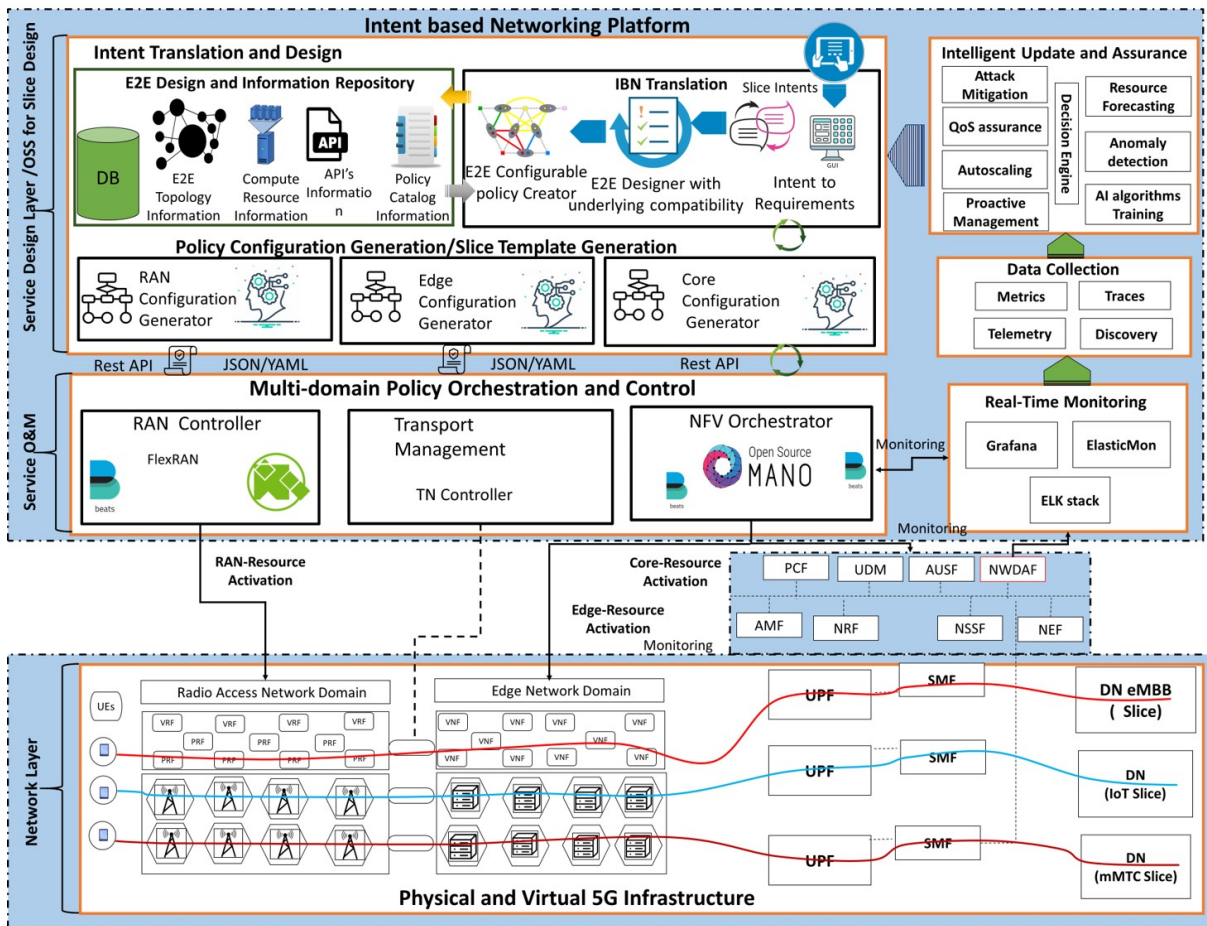 Intent based Networking Platform
Service Design Layer /OSS for Slice Design
Intent Translation and Design
E2E Design and Information Repository
DB
E2E
Topology
Information
Compute
Resource
Information
API
API's
Informatio
n
Policy
Catalog
Information
IBN Translation
Slice Intents
GUI
E2E Configurable
policy Creator
E2E Designer with
underlying compatibility
Intent to
Requirements
Policy Configuration Generation/Slice Template Generation
RAN
Configuration
Generator
Edge
Configuration
Generator
Core
Configuration
Generator
Intelligent Update and Assurance
Attack
Mitigation
QoS assurance
Autoscaling
Proactive
Management
Decision Engine
Resource
Forecasting
Anomaly
detection
AI algorithms
Training
Data Collection
Metrics
Traces
Telemetry
Discovery
Rest API
JSON/YAML
JSON/YAML
Rest API
Service O&M
Multi-domain Policy Orchestration and Control
RAN Controller
FlexRAN
beats
Transport
Management
TN Controller
NFV Orchestrator
beats
Open Source
MANO
beats
Monitoring
Real-Time Monitoring
Grafana
ElasticMon
ELK stack
Monitoring
RAN-Resource
Activation
Core-Resource
Activation
Edge-Resource
Activation
Monitoring
PCF
UDM
AUSF
NWDAF
AMF
NRF
NSSF
NEF
Network Layer
UEs
Radio Access Network Domain
VRF
VRF
VRF
VRF
PRF
PRF
PRF
PRF
PRF
PRF
PRF
Edge Network Domain
VNF
VNF
VNF
VNF
VNF
VNF
VNF
VNF
VNF
VNF
UPF
SMF
DN eMBB
( Slice)
UPF
SMF
DN
(IoT Slice)
UPF
SMF
DN
(mMTC Slice)
Physical and Virtual 5G Infrastructure